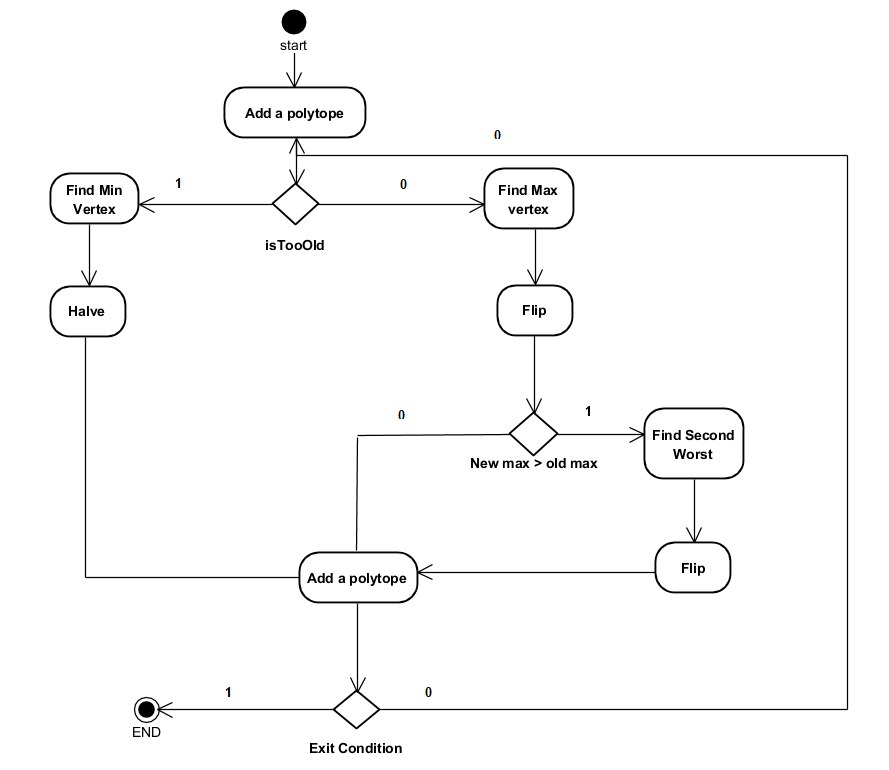 start
Add a polytope
0
1
0
Find Min
Vertex
Find Max
vertex
isTooOld
Halve
Flip
0
1
Find Second
Worst
New max > old max
Add a polytope
Flip
1
0
END
Exit Condition